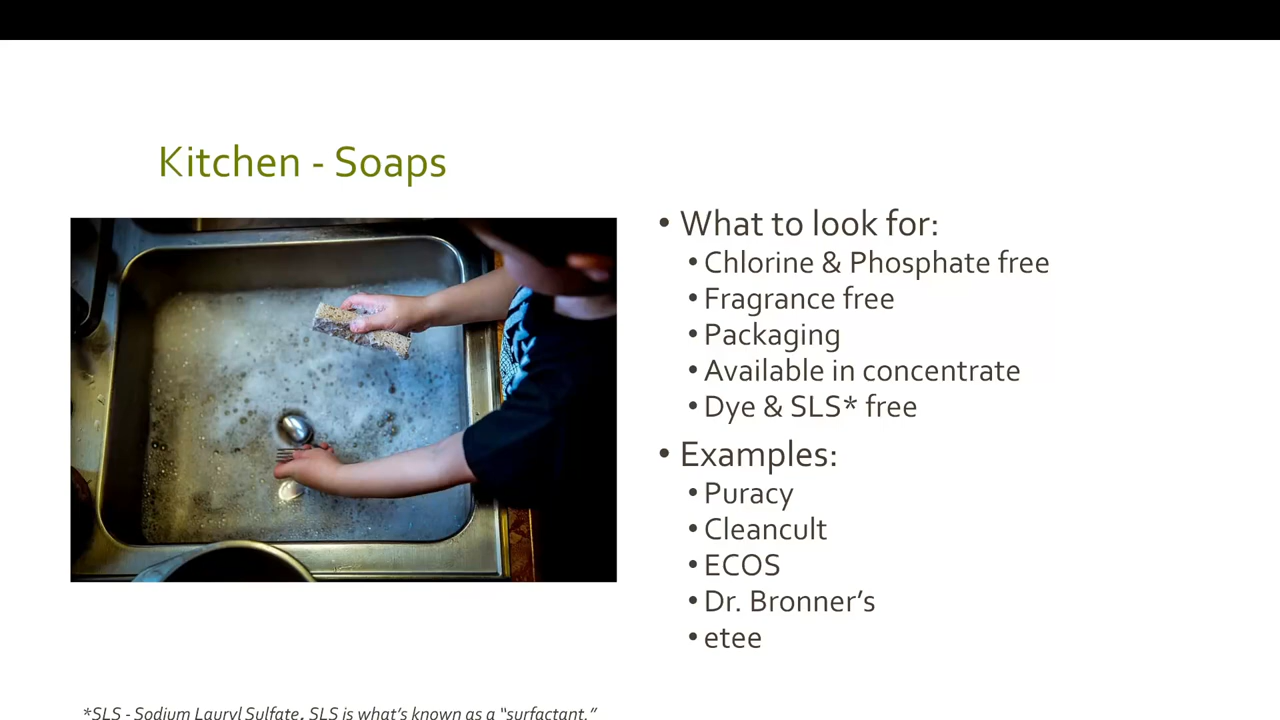 Kitchen - Soaps
• What to look for:
• Chlorine & Phosphate free
• Fragrance free
• Packaging
• Available in concentrate
• Dye & SLS* free
• Examples:
• Puracy
• Cleancult
• ECOS
• Dr. Bronner’s
• etee
*SLS - Sodium Lauryl Sulfate. SLS is what’s known as a “surfactant.”